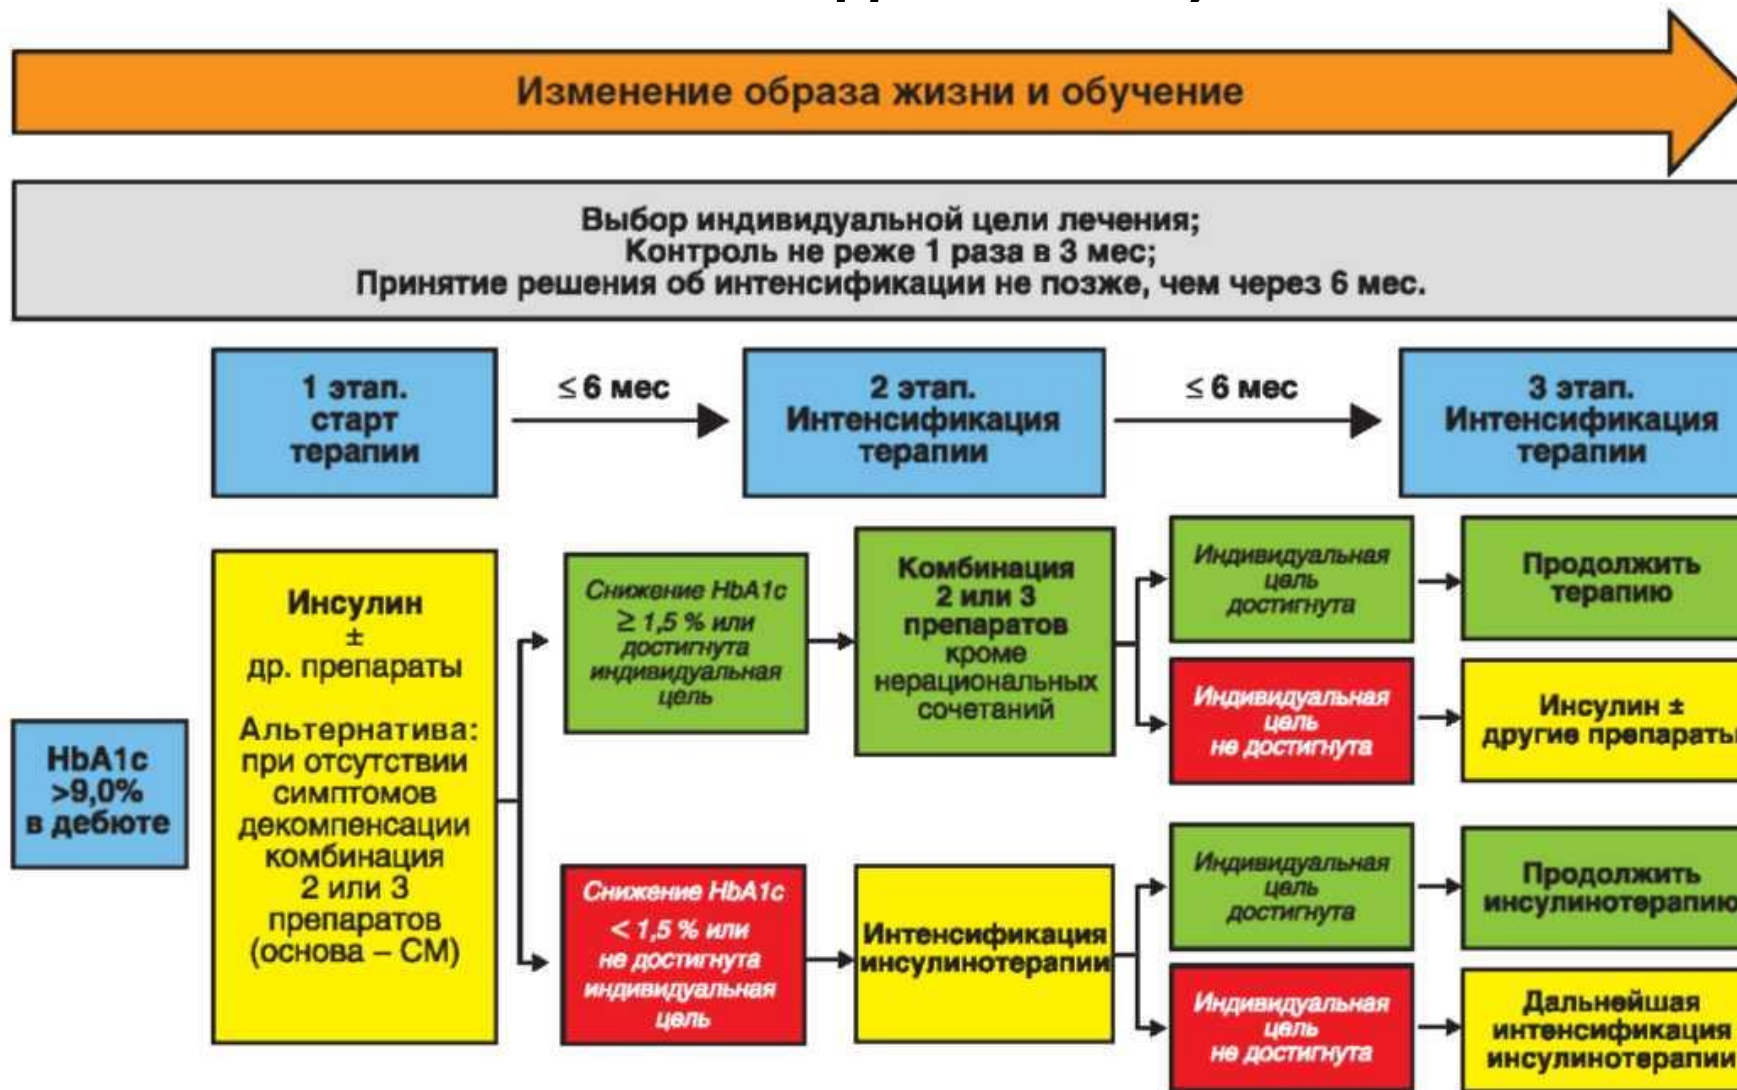 Изменение образа жизни и обучение
Выбор индивидуальной цели лечения;
Контроль не реже 1 раза в 3 мес;
Принятие решения об интенсификации не позже, чем через 6 мес.
1 этап.
старт
терапии
≤ 6 мес
2 этап.
Интенсификация
терапии
≤ 6 мес
3 этап.
Интенсификация
терапии
HbA1c
>9,0%
в дебюте
Инсулин
±
др. препараты
Альтернатива:
при отсутствии
симптомов
декомпенсации
комбинация
2 или 3
препаратов
(основа – СМ)
Снижение HbA1c
≥ 1,5 % или
достигнута
индивидуальная
цель
Комбинация
2 или 3
препаратов
кроме
нерациональных
сочетаний
Индивидуальная
цель
достигнута
Продолжить
терапию
Индивидуальная
цель
не достигнута
Инсулин ±
другие препараты
Снижение HbA1c
< 1,5 % или
не достигнута
индивидуальная
цель
Интенсификация
инсулинотерапии
Индивидуальная
цель
достигнута
Продолжить
инсулинотерапию
Индивидуальная
цель
не достигнута
Дальнейшая
интенсификация
инсулинотерапии